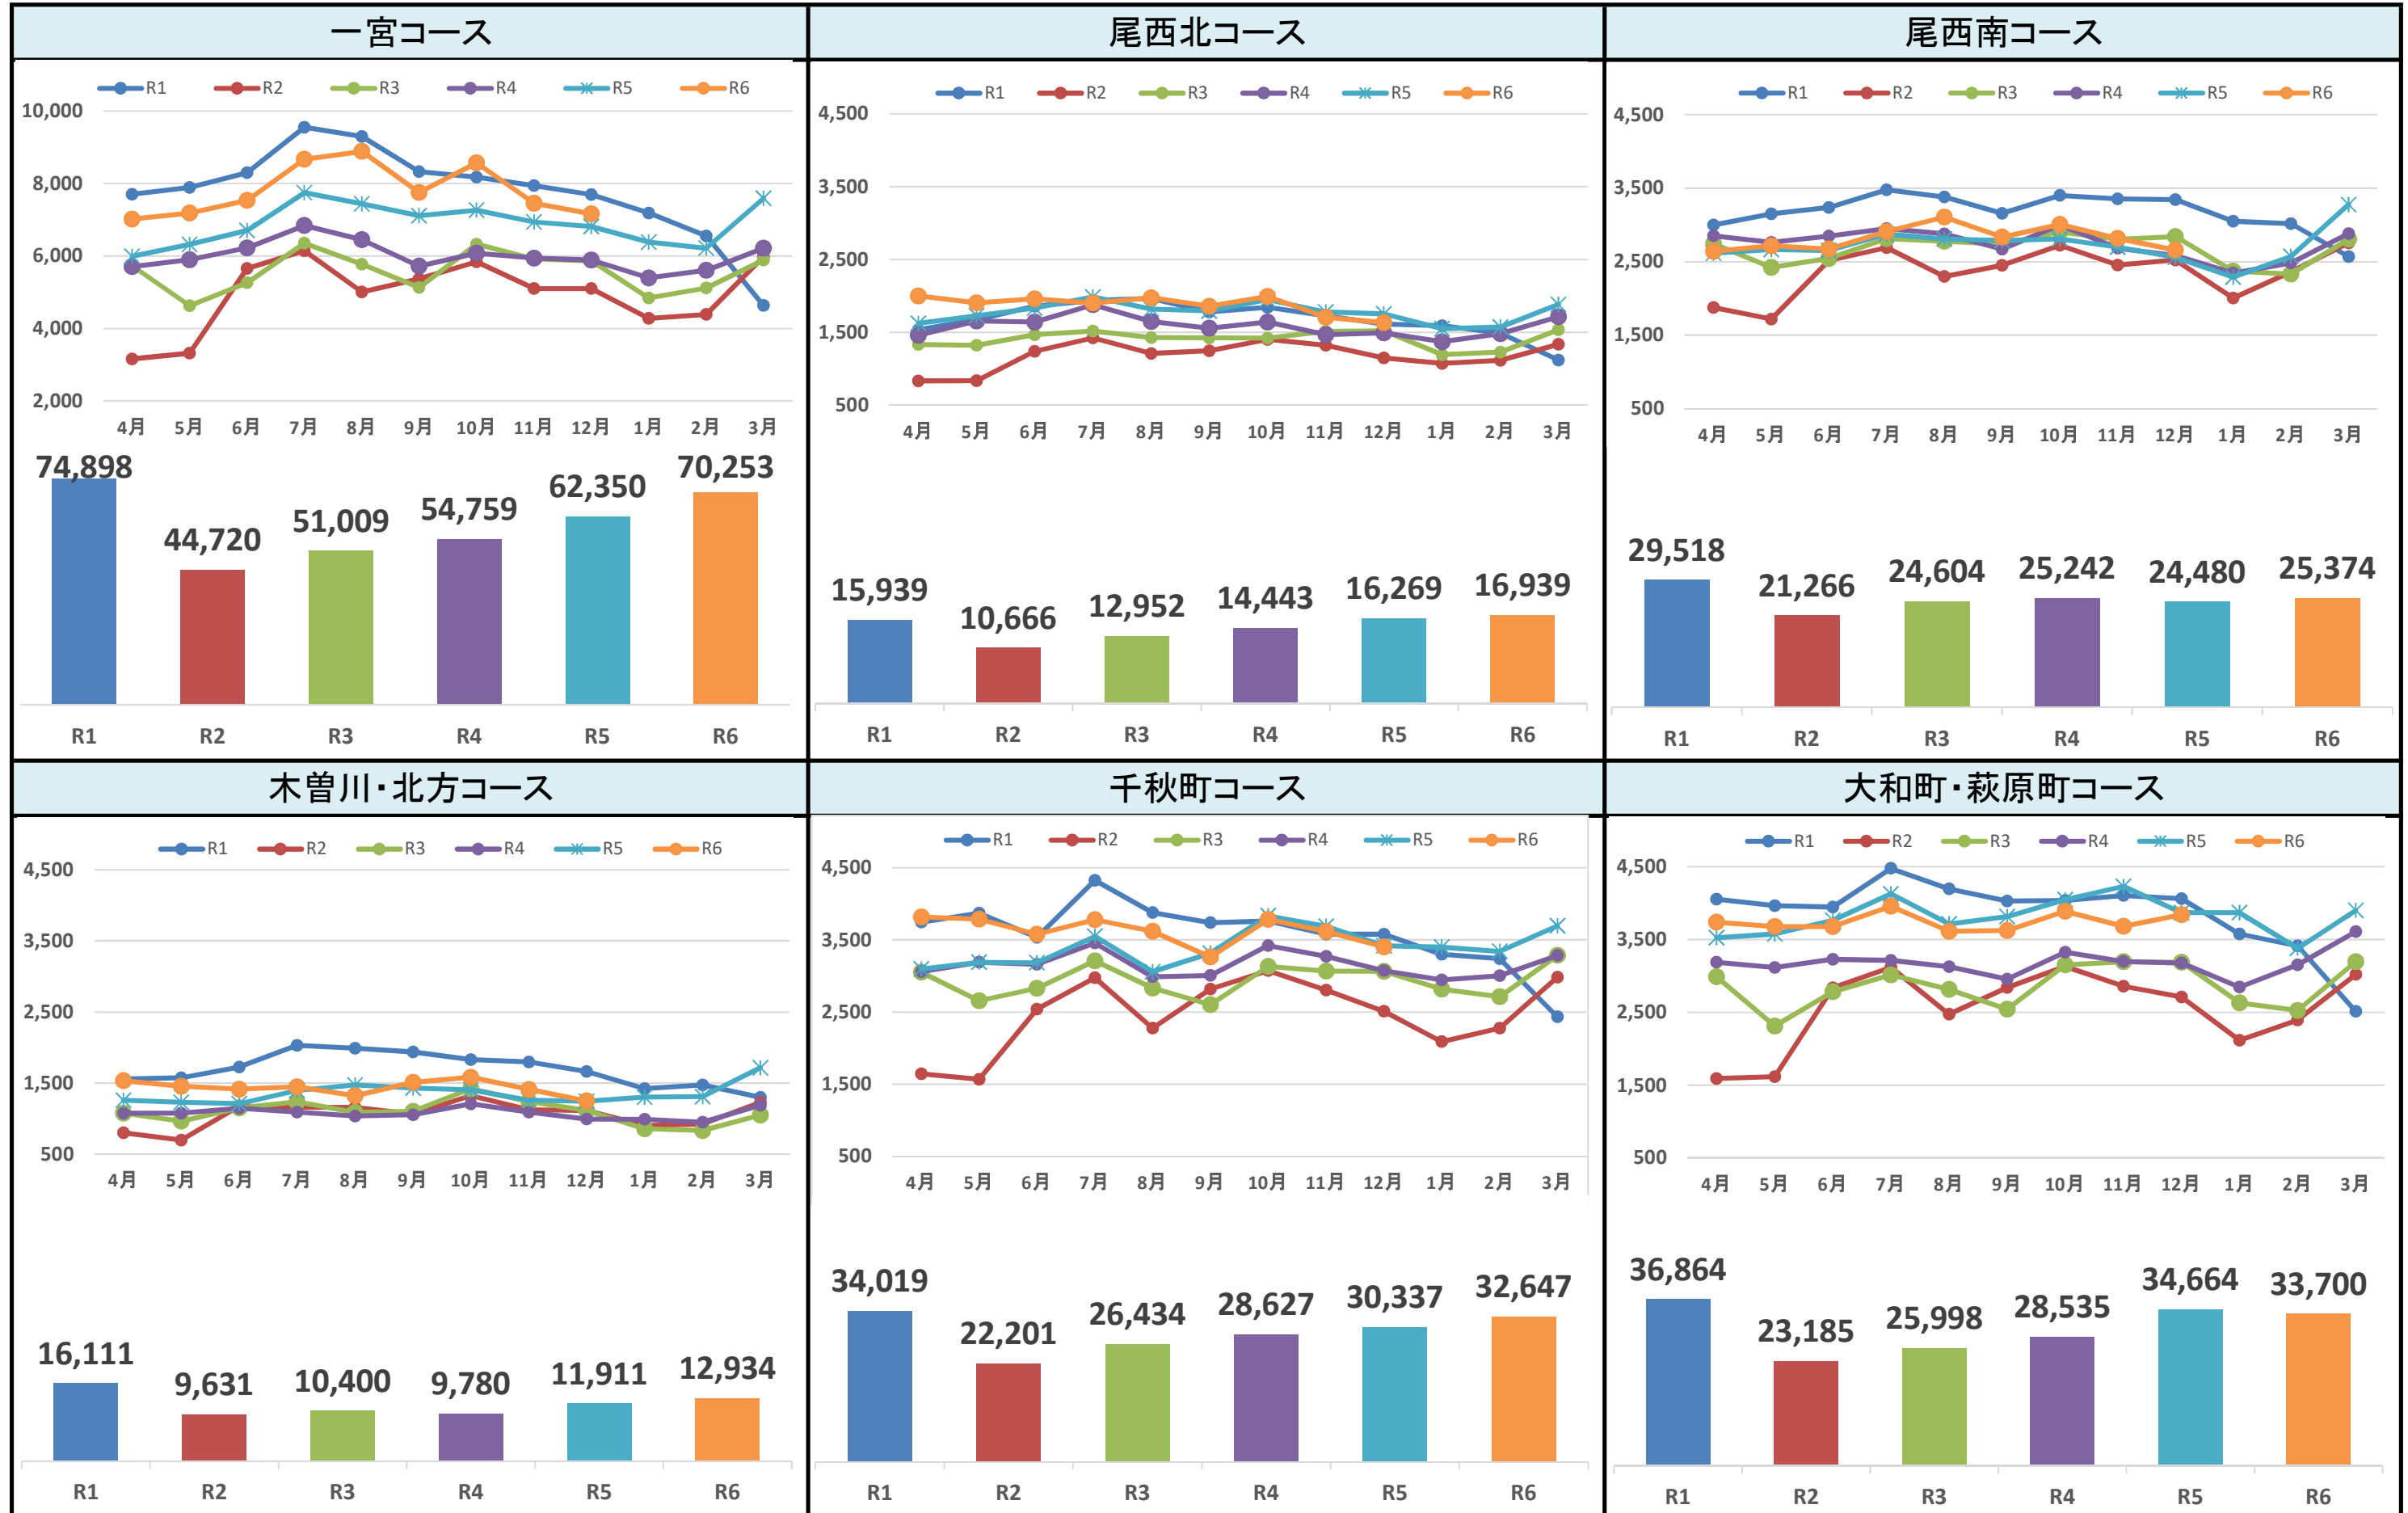 一宮コース
R1 R2 R3 R4 R5 R6
10,000
8,000
6,000
4,000
2,000
4月 5月 6月 7月 8月 9月 10月 11月 12月 1月 2月 3月
74,898 44,720 51,009 54,759 62,350 70,253
R1 R2 R3 R4 R5 R6
尾西北コース
R1 R2 R3 R4 R5 R6
4,500
3,500
2,500
1,500
500
4月 5月 6月 7月 8月 9月 10月 11月 12月 1月 2月 3月
15,939 10,666 12,952 14,443 16,269 16,939
R1 R2 R3 R4 R5 R6
尾西南コース
R1 R2 R3 R4 R5 R6
4,500
3,500
2,500
1,500
500
4月 5月 6月 7月 8月 9月 10月 11月 12月 1月 2月 3月
29,518 21,266 24,604 25,242 24,480 25,374
R1 R2 R3 R4 R5 R6
木曽川・北方コース
R1 R2 R3 R4 R5 R6
4,500
3,500
2,500
1,500
500
4月 5月 6月 7月 8月 9月 10月 11月 12月 1月 2月 3月
16,111 9,631 10,400 9,780 11,911 12,934
R1 R2 R3 R4 R5 R6
千秋町コース
R1 R2 R3 R4 R5 R6
4,500
3,500
2,500
1,500
500
4月 5月 6月 7月 8月 9月 10月 11月 12月 1月 2月 3月
34,019 22,201 26,434 28,627 30,337 32,647
R1 R2 R3 R4 R5 R6
大和町・萩原町コース
R1 R2 R3 R4 R5 R6
4,500
3,500
2,500
1,500
500
4月 5月 6月 7月 8月 9月 10月 11月 12月 1月 2月 3月
36,864 23,185 25,998 28,535 34,664 33,700
R1 R2 R3 R4 R5 R6